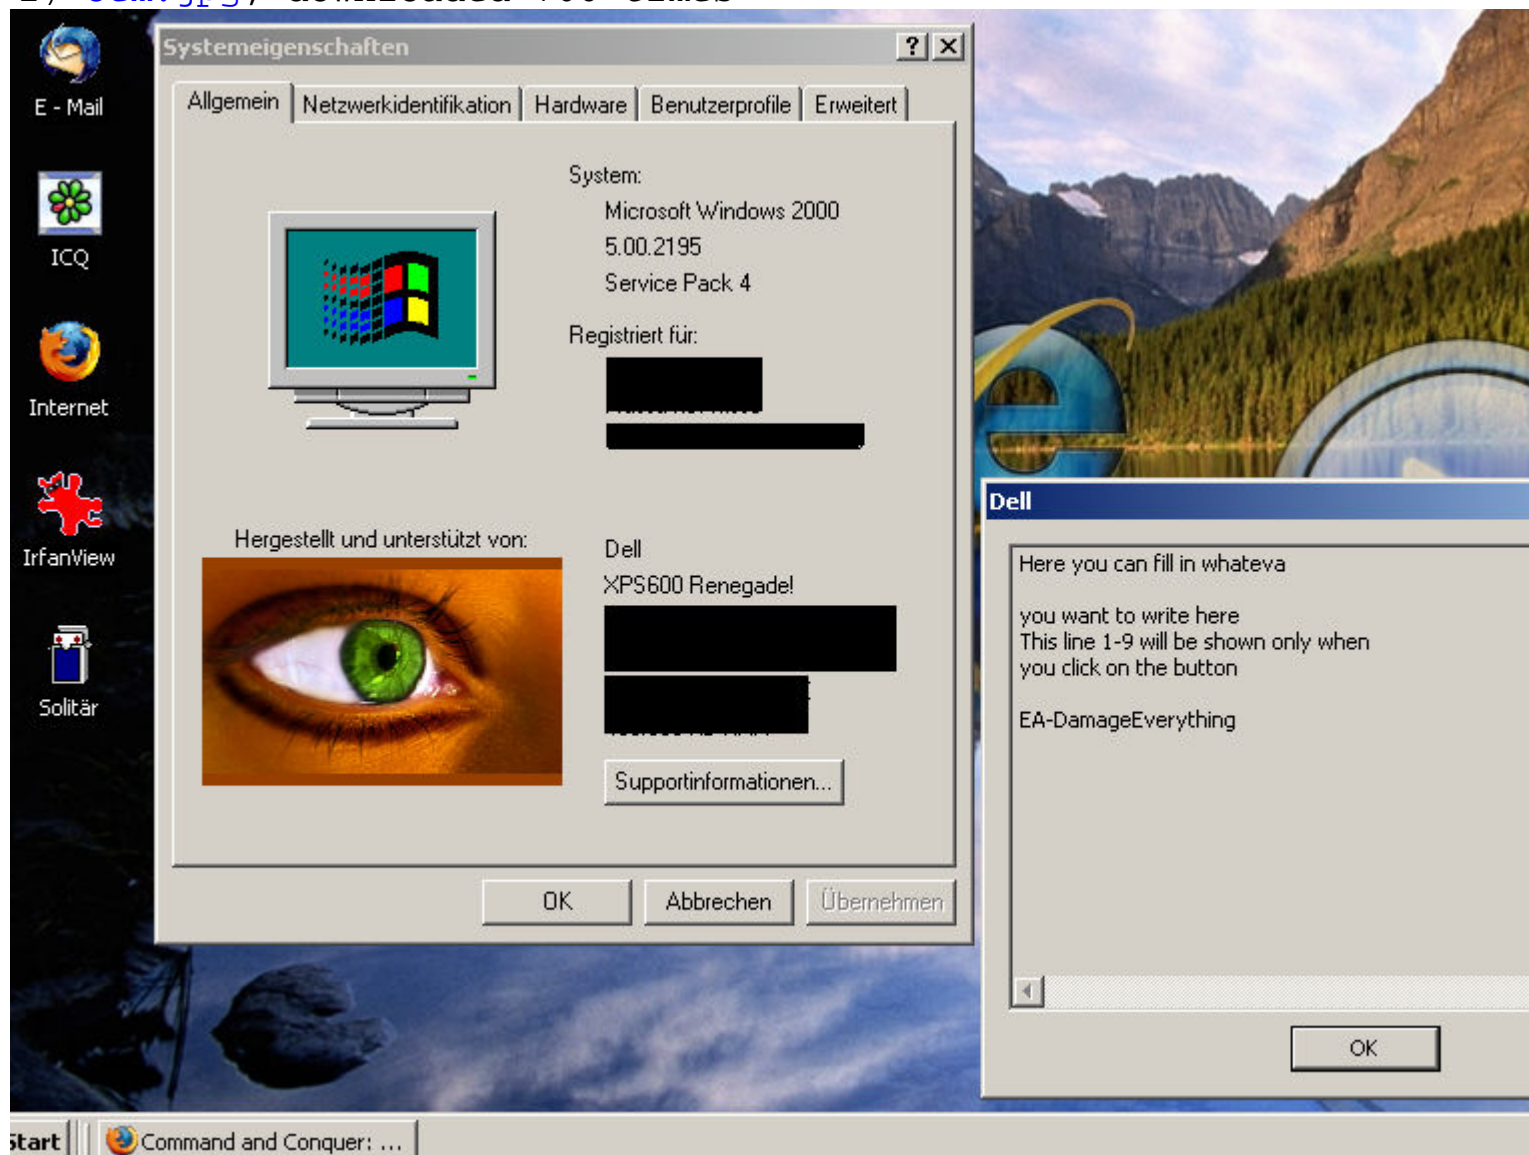 E - Mail
ICQ
Internet
IrfanView
Solitär
Systemeigenschaften
Allgemein
Netzwerkidentifikation
Hardware
Benutzerprofile
Erweitert
System:
Microsoft Windows 2000
5.00.2195
Service Pack 4
Registriert für:
Hergestellt und unterstützt von:
Dell
XPS600 Renegade!
Supportinformationen...
OK
Abbrechen
Übernehmen
Dell
Here you can fill in whateva
you want to write here
This line 1-9 will be shown only when
you click on the button
EA-DamageEverything
OK
Start
Command and Conquer: ...